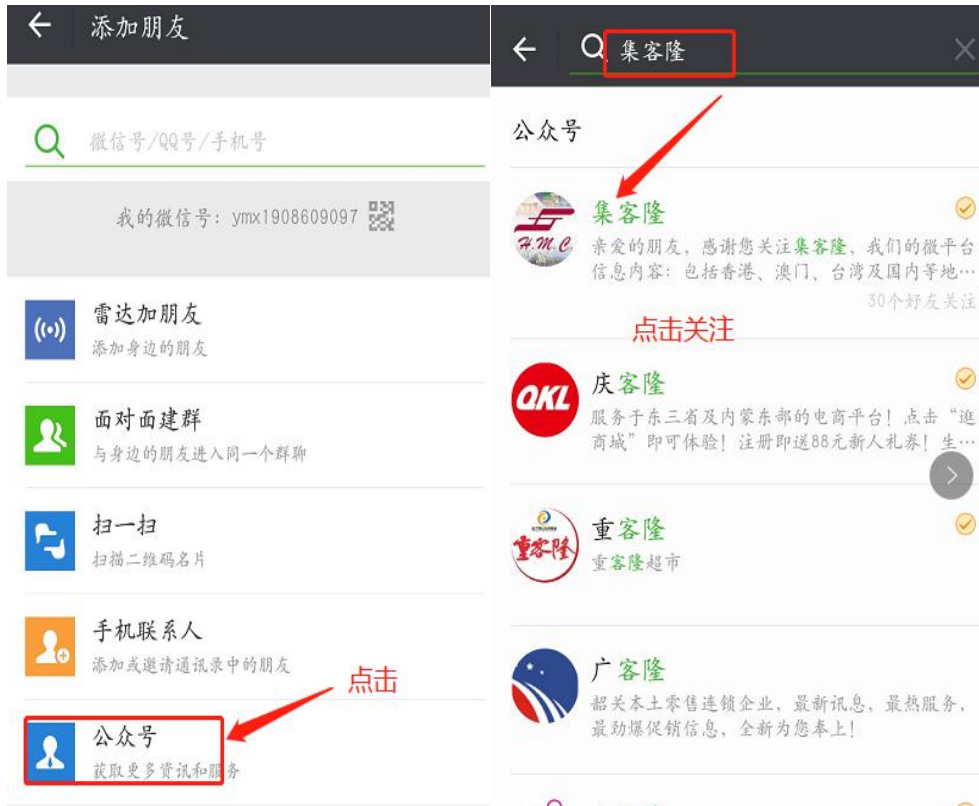 添加朋友
微信号/QQ号/手机号
我的微信号: ymx1908609097
雷达加朋友
添加身边的朋友
面对面建群
与身边的朋友进入同一个群聊
扫一扫
扫描二维码名片
手机联系人
添加或邀请通讯录中的朋友
点击
公众号
获取更多资讯和服务
集客隆
公众号
H.M.C.
集客隆
亲爱的朋友，感谢您关注集客隆，我们的微平台
信息内容：包括香港、澳门、台湾及国内等地…
30个好友关注
点击关注
QKL
庆客隆
服务于东三省及内蒙东部的电商平台！点击“逛
商城”即可体验！注册即送88元新人礼券！生…
重客隆
重客隆
重客隆超市
广客隆
韶关本土零售连锁企业，最新讯息，最热服务，
最劲爆促销信息，全新为您奉上！